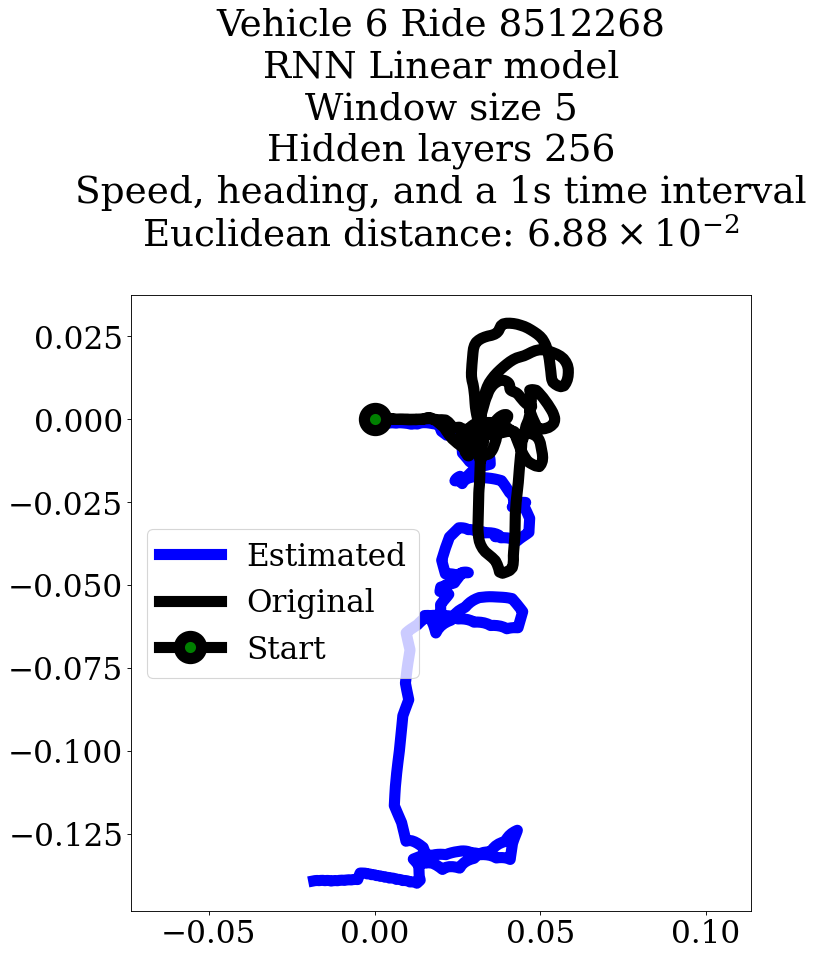 Vehicle 6 Ride 8512268
RNN Linear model
Window size 5
Hidden layers 256
Speed, heading, and a 1s time interval
Euclidean distance: 6.88 × 10⁻²
0.025
0.000
−0.025
−0.050
−0.075
−0.100
−0.125
Estimated
Original
Start
−0.05
0.00
0.05
0.10